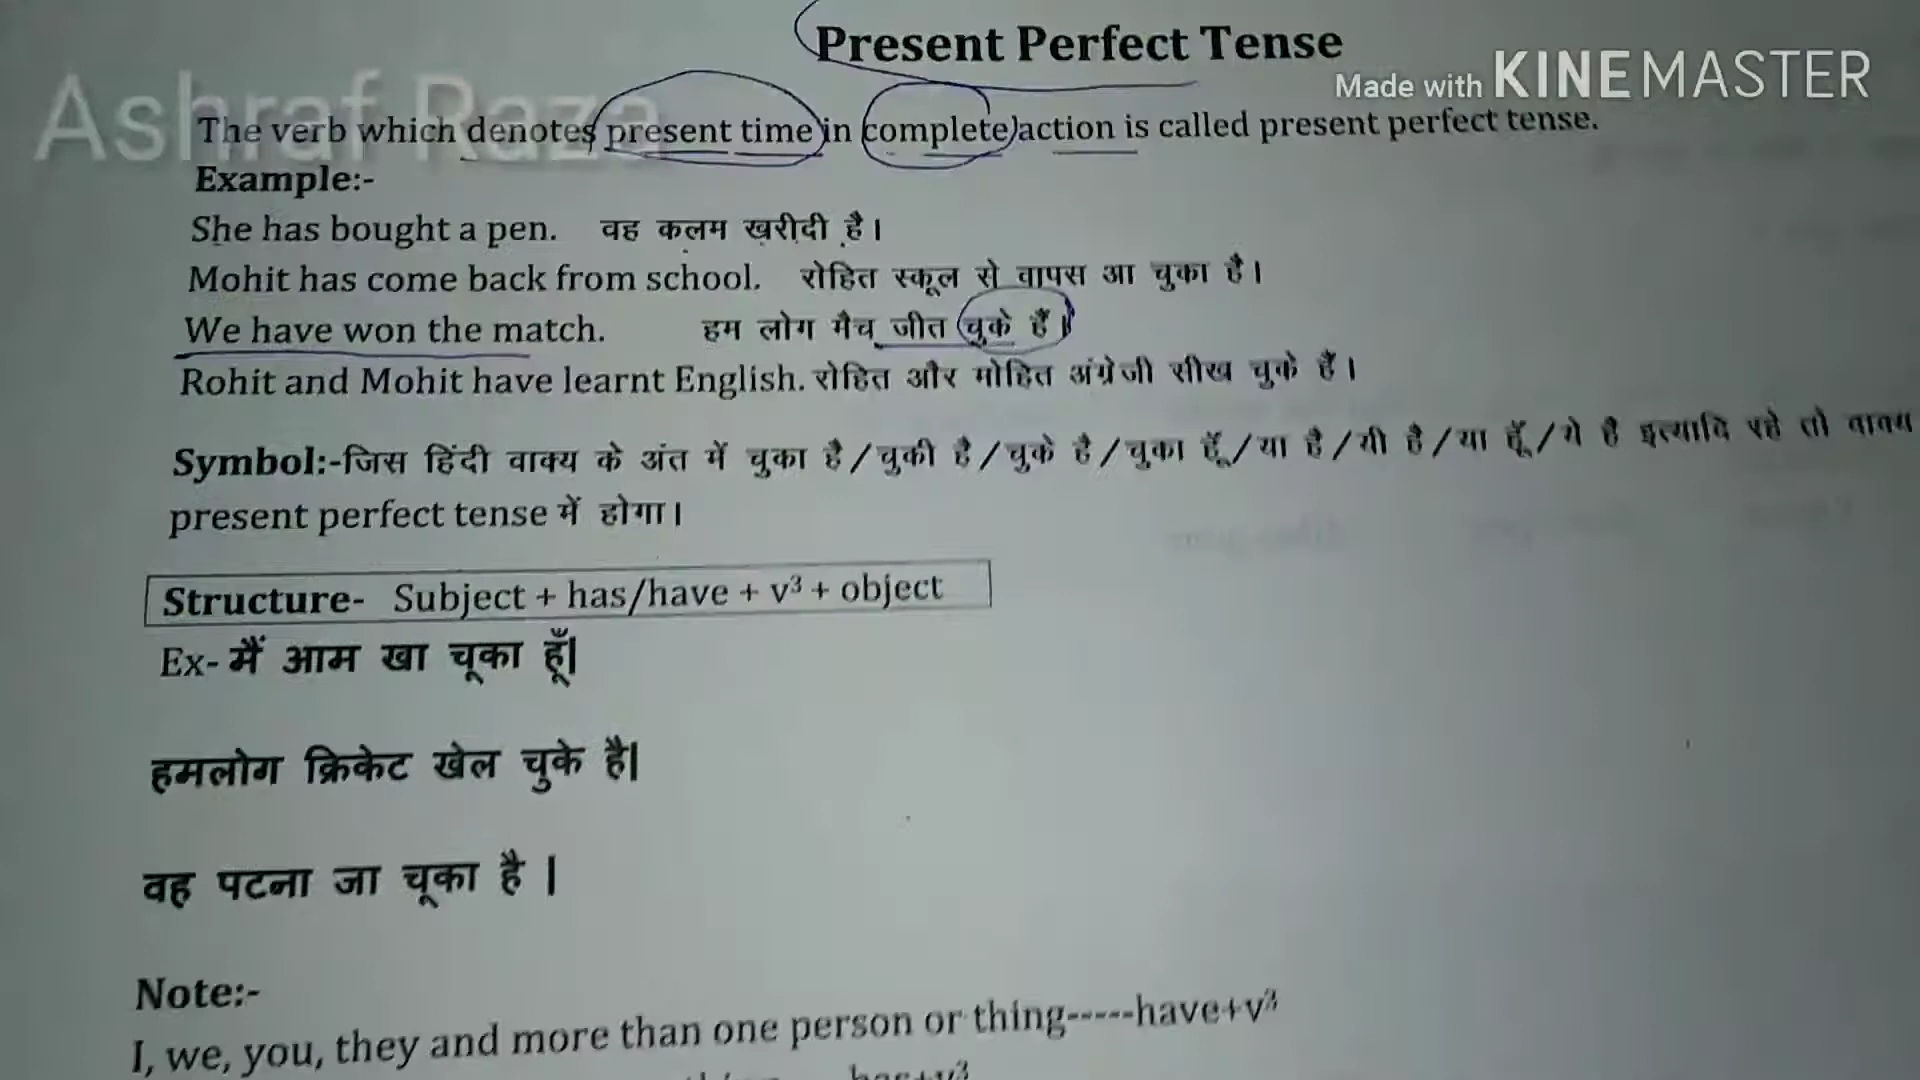 Present Perfect Tense
Made with KINEMASTER
Ashraf Raza
The verb which denotes present time in complete action is called present perfect tense.
Example:-
She has bought a pen. वह कलम खरीदी है।
Mohit has come back from school. रोहित स्कूल से वापस आ चुका है।
We have won the match. हम लोग मैच जीत चुके हैं।
Rohit and Mohit have learnt English. रोहित और मोहित अंग्रेजी सीख चुके हैं।
Symbol:-जिस हिंदी वाक्य के अंत में चुका है/चुकी है/चुके है/चुका हूँ/या है/यी है/या हूँ/ये है इत्यादि रहे तो वाक्य
present perfect tense में होगा।
Structure- Subject + has/have + v³ + object
Ex- मैं आम खा चूका हूँ|
हमलोग क्रिकेट खेल चुके है|
वह पटना जा चूका है |
Note:-
I, we, you, they and more than one person or thing-----have+v³
has+v³